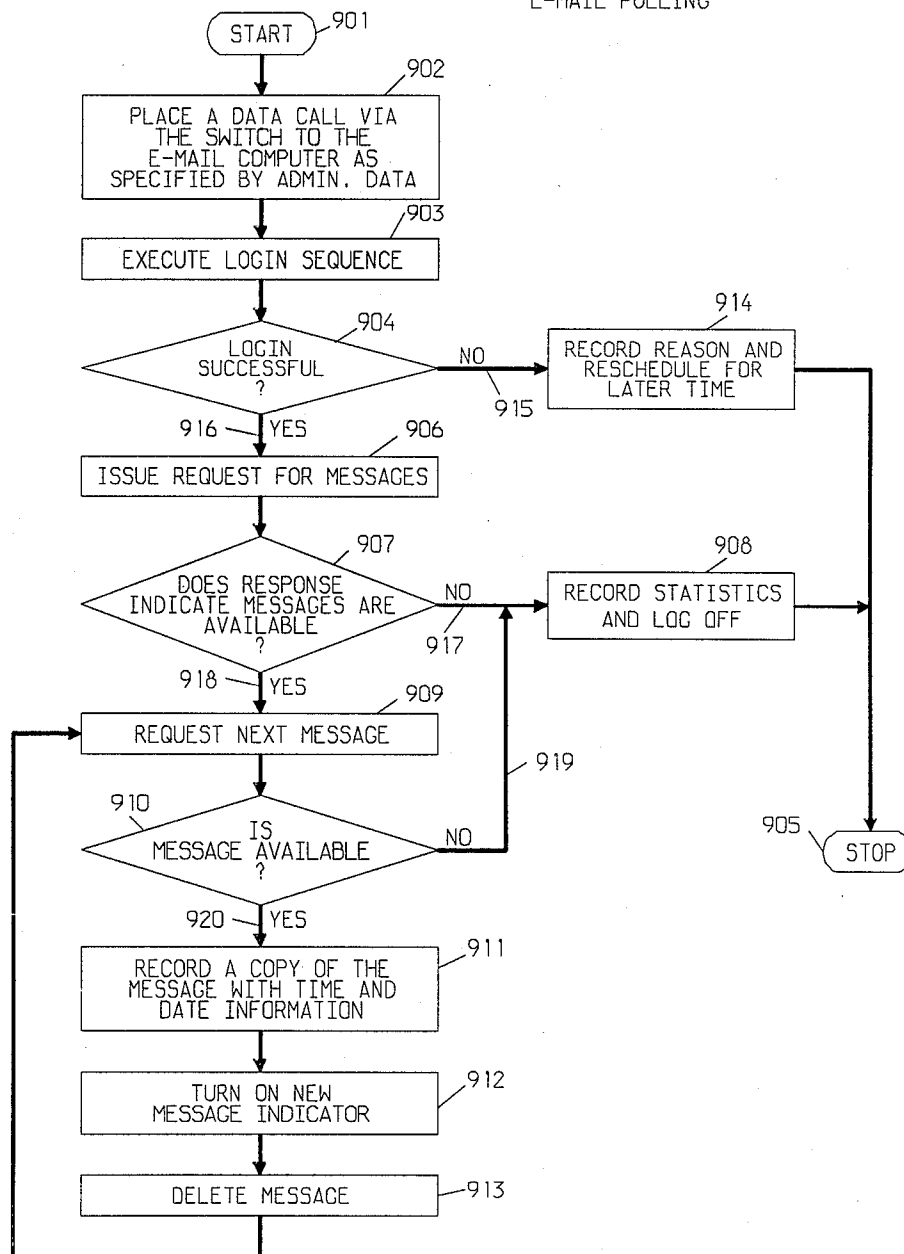 E-MAIL POLLING
START
901
902
PLACE A DATA CALL VIA
THE SWITCH TO THE
E-MAIL COMPUTER AS
SPECIFIED BY ADMIN. DATA
903
EXECUTE LOGIN SEQUENCE
904
LOGIN
SUCCESSFUL
?
NO
915
914
RECORD REASON AND
RESCHEDULE FOR
LATER TIME
916
YES
906
ISSUE REQUEST FOR MESSAGES
907
DOES RESPONSE
INDICATE MESSAGES ARE
AVAILABLE
?
NO
917
908
RECORD STATISTICS
AND LOG OFF
918
YES
909
REQUEST NEXT MESSAGE
919
910
IS
MESSAGE AVAILABLE
?
NO
905
STOP
920
YES
911
RECORD A COPY OF THE
MESSAGE WITH TIME AND
DATE INFORMATION
912
TURN ON NEW
MESSAGE INDICATOR
913
DELETE MESSAGE